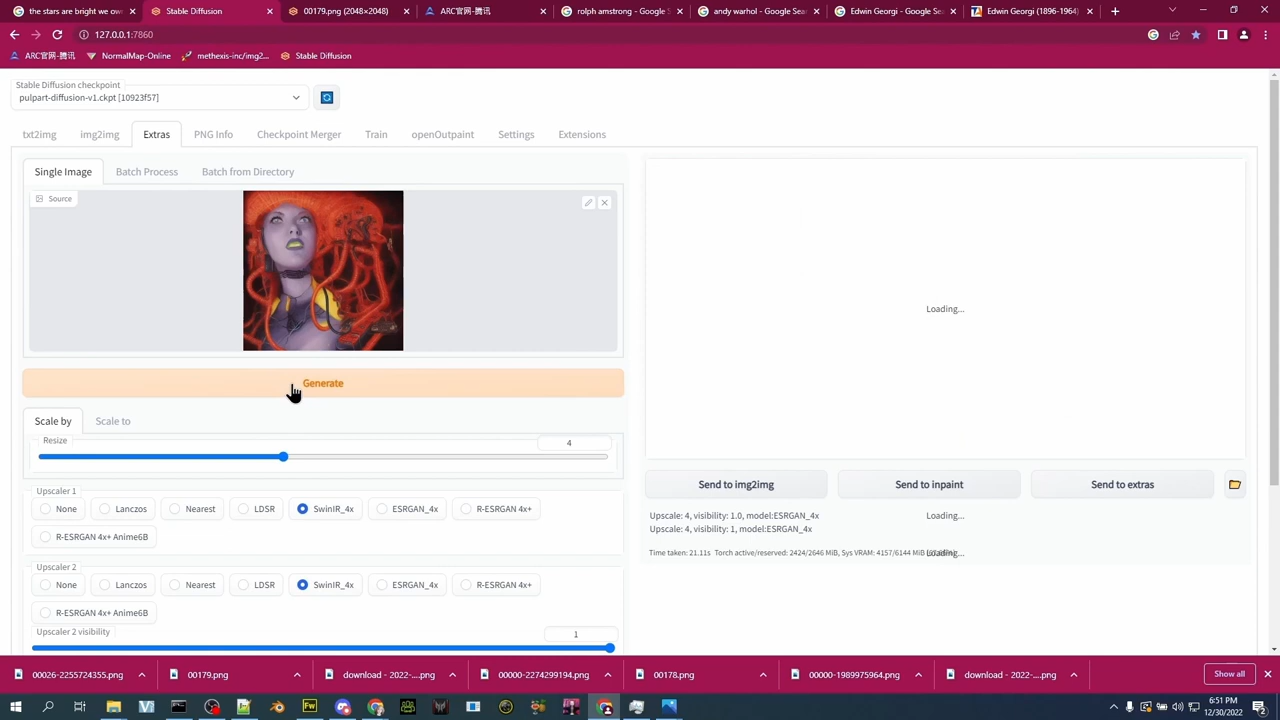 the stars are bright we ow
Stable Diffusion
00179.png (2048×2048)
ARC官网-腾讯
rolph amstrong - Google S
andy warhol - Google Sear
Edwin Georgi - Google Sea
Edwin Georgi (1896-1964)
127.0.0.1:7860
ARC官网-腾讯
NormalMap-Online
methexis-inc/img2...
Stable Diffusion
Stable Diffusion checkpoint
pulpart-diffusion-v1.ckpt [10923f57]
txt2img
img2img
Extras
PNG Info
Checkpoint Merger
Train
openOutpaint
Settings
Extensions
Single Image
Batch Process
Batch from Directory
Source
Loading...
Generate
Scale by
Scale to
Resize
4
Send to img2img
Send to inpaint
Send to extras
Upscaler 1
None
Lanczos
Nearest
LDSR
SwinIR_4x
ESRGAN_4x
R-ESRGAN 4x+
R-ESRGAN 4x+ Anime6B
Upscale: 4, visibility: 1.0, model:ESRGAN_4x
Loading...
Upscale: 4, visibility: 1, model:ESRGAN_4x
Time taken: 21.11s Torch active/reserved: 2424/2646 MiB, Sys VRAM: 4157/6144 MiB
Loading...
Upscaler 2
None
Lanczos
Nearest
LDSR
SwinIR_4x
ESRGAN_4x
R-ESRGAN 4x+
R-ESRGAN 4x+ Anime6B
Upscaler 2 visibility
1
00026-2255724355.png
00179.png
download - 2022-....png
00000-2274299194.png
00178.png
00000-1989975964.png
download - 2022-....png
Show all
6:51 PM
12/30/2022